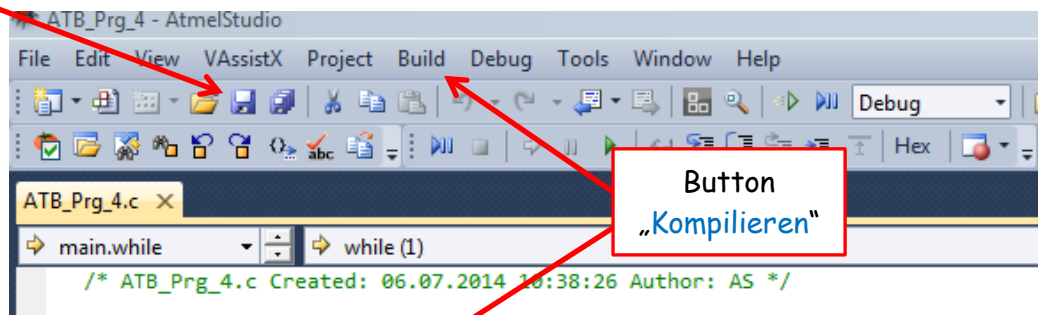 ATB_Prg_4 - AtmelStudio
File Edit View VAssistX Project Build Debug Tools Window Help
Debug
abc Hex
Button
„Kompilieren“
ATB_Prg_4.c
main.while while (1)
/* ATB_Prg_4.c Created: 06.07.2014 10:38:26 Author: AS */